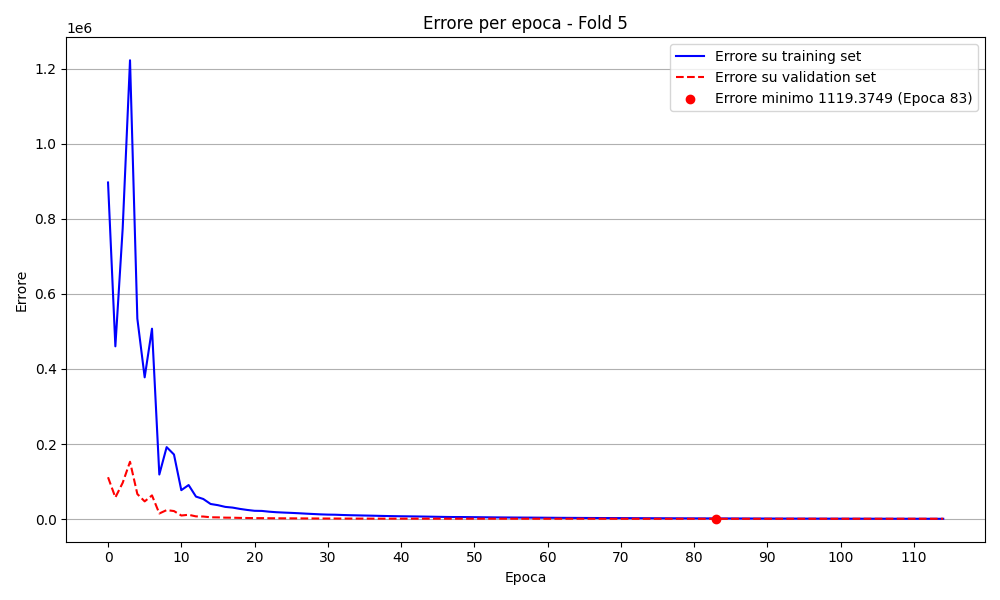 Errore per epoca - Fold 5
1e6
1.2
1.0
0.8
0.6
0.4
0.2
0.0
Errore
Errore su training set
Errore su validation set
Errore minimo 1119.3749 (Epoca 83)
0 10 20 30 40 50 60 70 80 90 100 110
Epoca